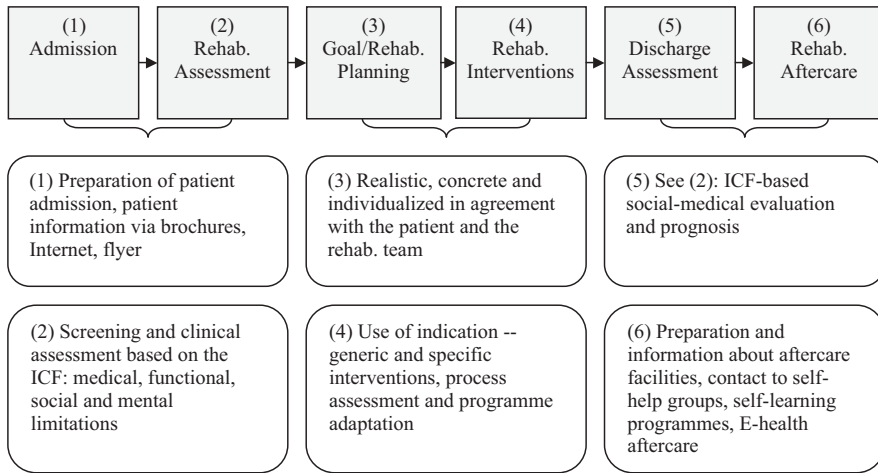 (1)
Admission
(2)
Rehab.
Assessment
(3)
Goal/Rehab.
Planning
(4)
Rehab.
Interventions
(5)
Discharge
Assessment
(6)
Rehab.
Aftercare
(1) Preparation of patient
admission, patient
information via brochures,
Internet, flyer
(3) Realistic, concrete and
individualized in agreement
with the patient and the
rehab. team
(5) See (2): ICF-based
social-medical evaluation
and prognosis
(2) Screening and clinical
assessment based on the
ICF: medical, functional,
social and mental
limitations
(4) Use of indication --
generic and specific
interventions, process
assessment and programme
adaptation
(6) Preparation and
information about aftercare
facilities, contact to self-
help groups, self-learning
programmes, E-health
aftercare